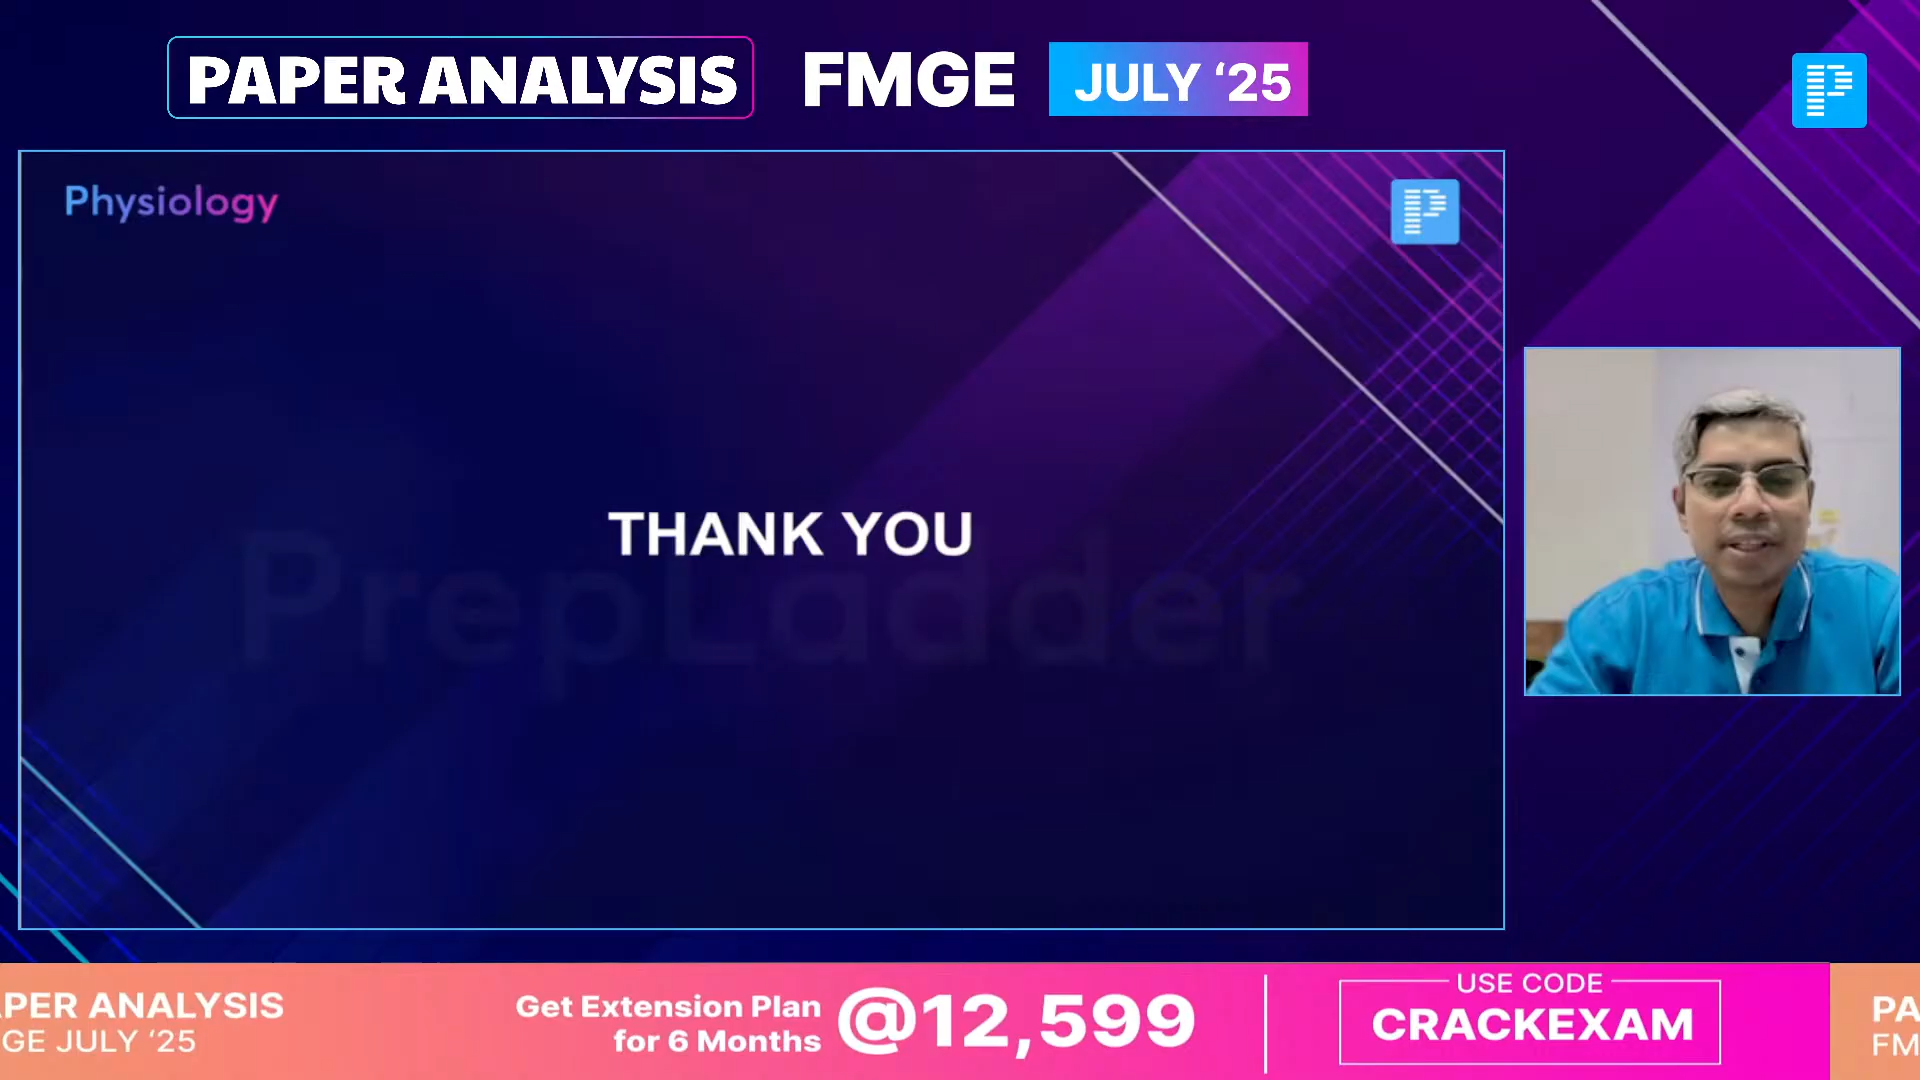 PAPER ANALYSIS FMGE JULY ‘25
Physiology
THANK YOU
PrepLadder
PER ANALYSIS
GE JULY ‘25
Get Extension Plan
for 6 Months
@12,599
USE CODE
CRACKEXAM
PA
FM